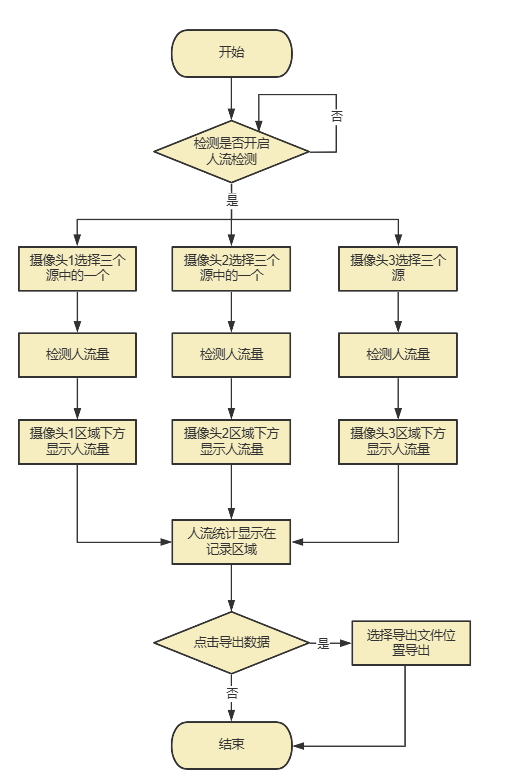 开始
否
检测是否开启
人流检测
是
摄像头1选择三个
源中的一个
摄像头2选择三个
源中的一个
摄像头3选择三个
源
检测人流量
检测人流量
检测人流量
摄像头1区域下方
显示人流量
摄像头2区域下方
显示人流量
摄像头3区域下方
显示人流量
人流统计显示在
记录区域
点击导出数据
是
选择导出文件位
置导出
否
结束